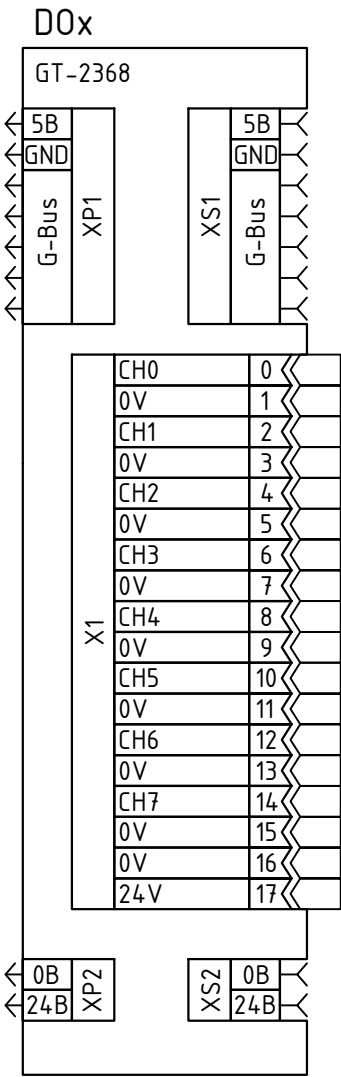 DOx
GT-2368
5В 5В
GND GND
G-Bus XP1 XS1 G-Bus
X1
CH0 0
0V 1
CH1 2
0V 3
CH2 4
0V 5
CH3 6
0V 7
CH4 8
0V 9
CH5 10
0V 11
CH6 12
0V 13
CH7 14
0V 15
0V 16
24V 17
0В XP2 XS2 0В
24В 24В